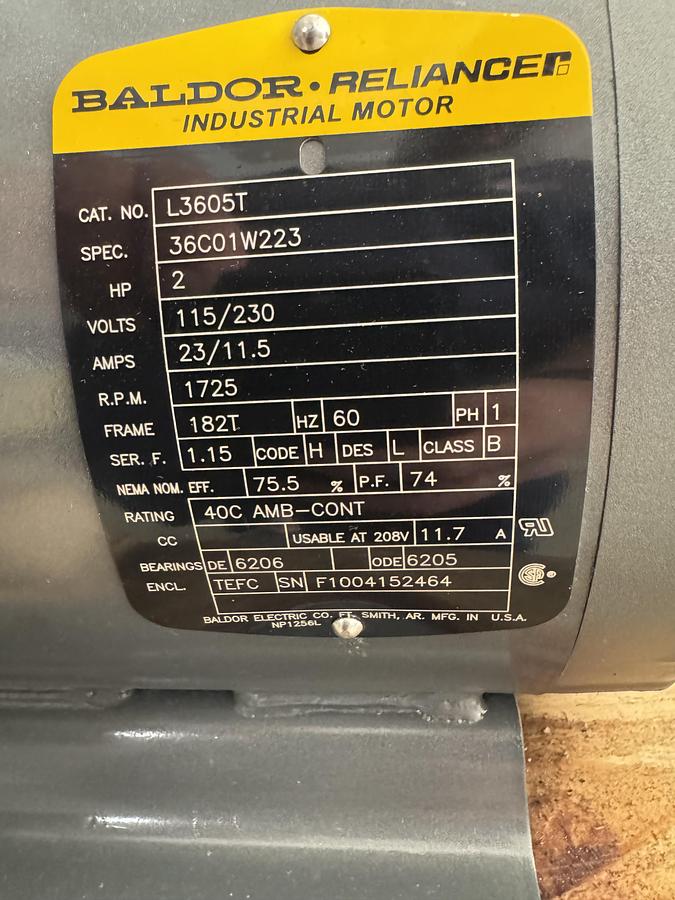 BALDOR • RELIANCER
INDUSTRIAL MOTOR
CAT. NO. L3605T
SPEC. 36C01W223
HP 2
VOLTS 115/230
AMPS 23/11.5
R.P.M. 1725
FRAME 182T HZ 60 PH 1
SER. F. 1.15 CODE H DES L CLASS B
NEMA NOM. EFF. 75.5 % P.F. 74 %
RATING 40C AMB-CONT
CC USABLE AT 208V 11.7 A
BEARINGS DE 6206 ODE 6205
ENCL. TEFC SN F1004152464
BALDOR ELECTRIC CO. FT. SMITH, AR. MFG. IN U.S.A.
NP1256L